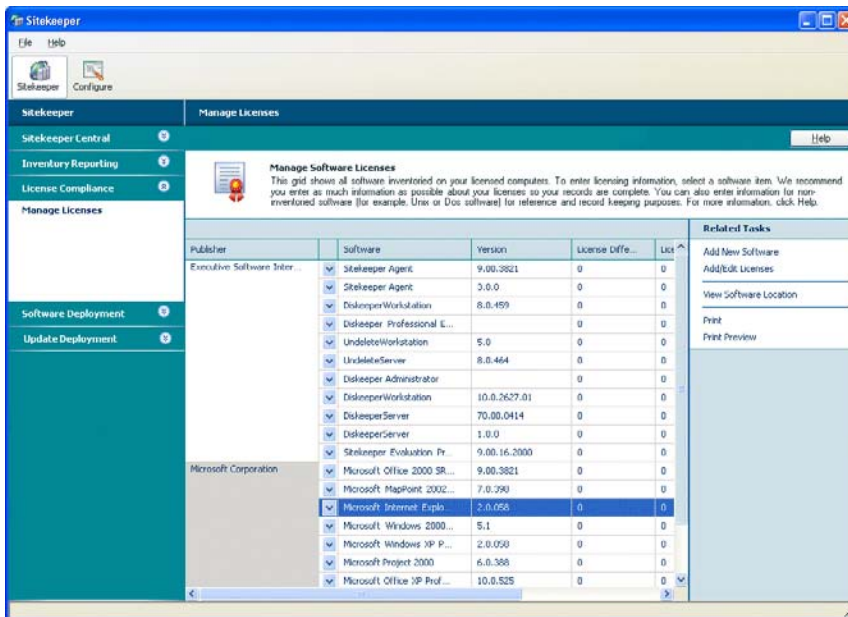 Sitekeeper
File Help
Sitekeeper Configure
Sitekeeper
Manage Licenses
Sitekeeper Central
Help
Inventory Reporting
License Compliance
Manage Licenses
Software Deployment
Update Deployment
Manage Software Licenses
This grid shows all software inventoried on your licensed computers. To enter licensing information, select a software item. We recommend
you enter as much information as possible about your licenses so your records are complete. You can also enter information for non-
inventoried software (for example, Unix or Dos software) for reference and record keeping purposes. For more information, click Help.
Publisher Software Version License Diffe... Lice
Executive Software Inter... Sitekeeper Agent 9.00.3821 0 0
Sitekeeper Agent 3.0.0 0 0
DiskeeperWorkstation 8.0.459 0 0
Diskeeper Professional E... 0 0
UndeleteWorkstation 5.0 0 0
UndeleteServer 8.0.464 0 0
Diskeeper Administrator 0 0
DiskeeperWorkstation 10.0.2627.01 0 0
DiskeeperServer 70.00.0414 0 0
DiskeeperServer 1.0.0 0 0
Sitekeeper Evaluation Pr... 9.00.16.2000 0 0
Microsoft Corporation Microsoft Office 2000 SR... 9.00.3821 0 0
Microsoft MapPoint 2002... 7.0.390 0 0
Microsoft Internet Explo... 2.0.058 0 0
Microsoft Windows 2000... 5.1 0 0
Microsoft Windows XP P... 2.0.058 0 0
Microsoft Project 2000 6.0.388 0 0
Microsoft Office XP Prof... 10.0.525 0 0
Related Tasks
Add New Software
Add/Edit Licenses
View Software Location
Print
Print Preview